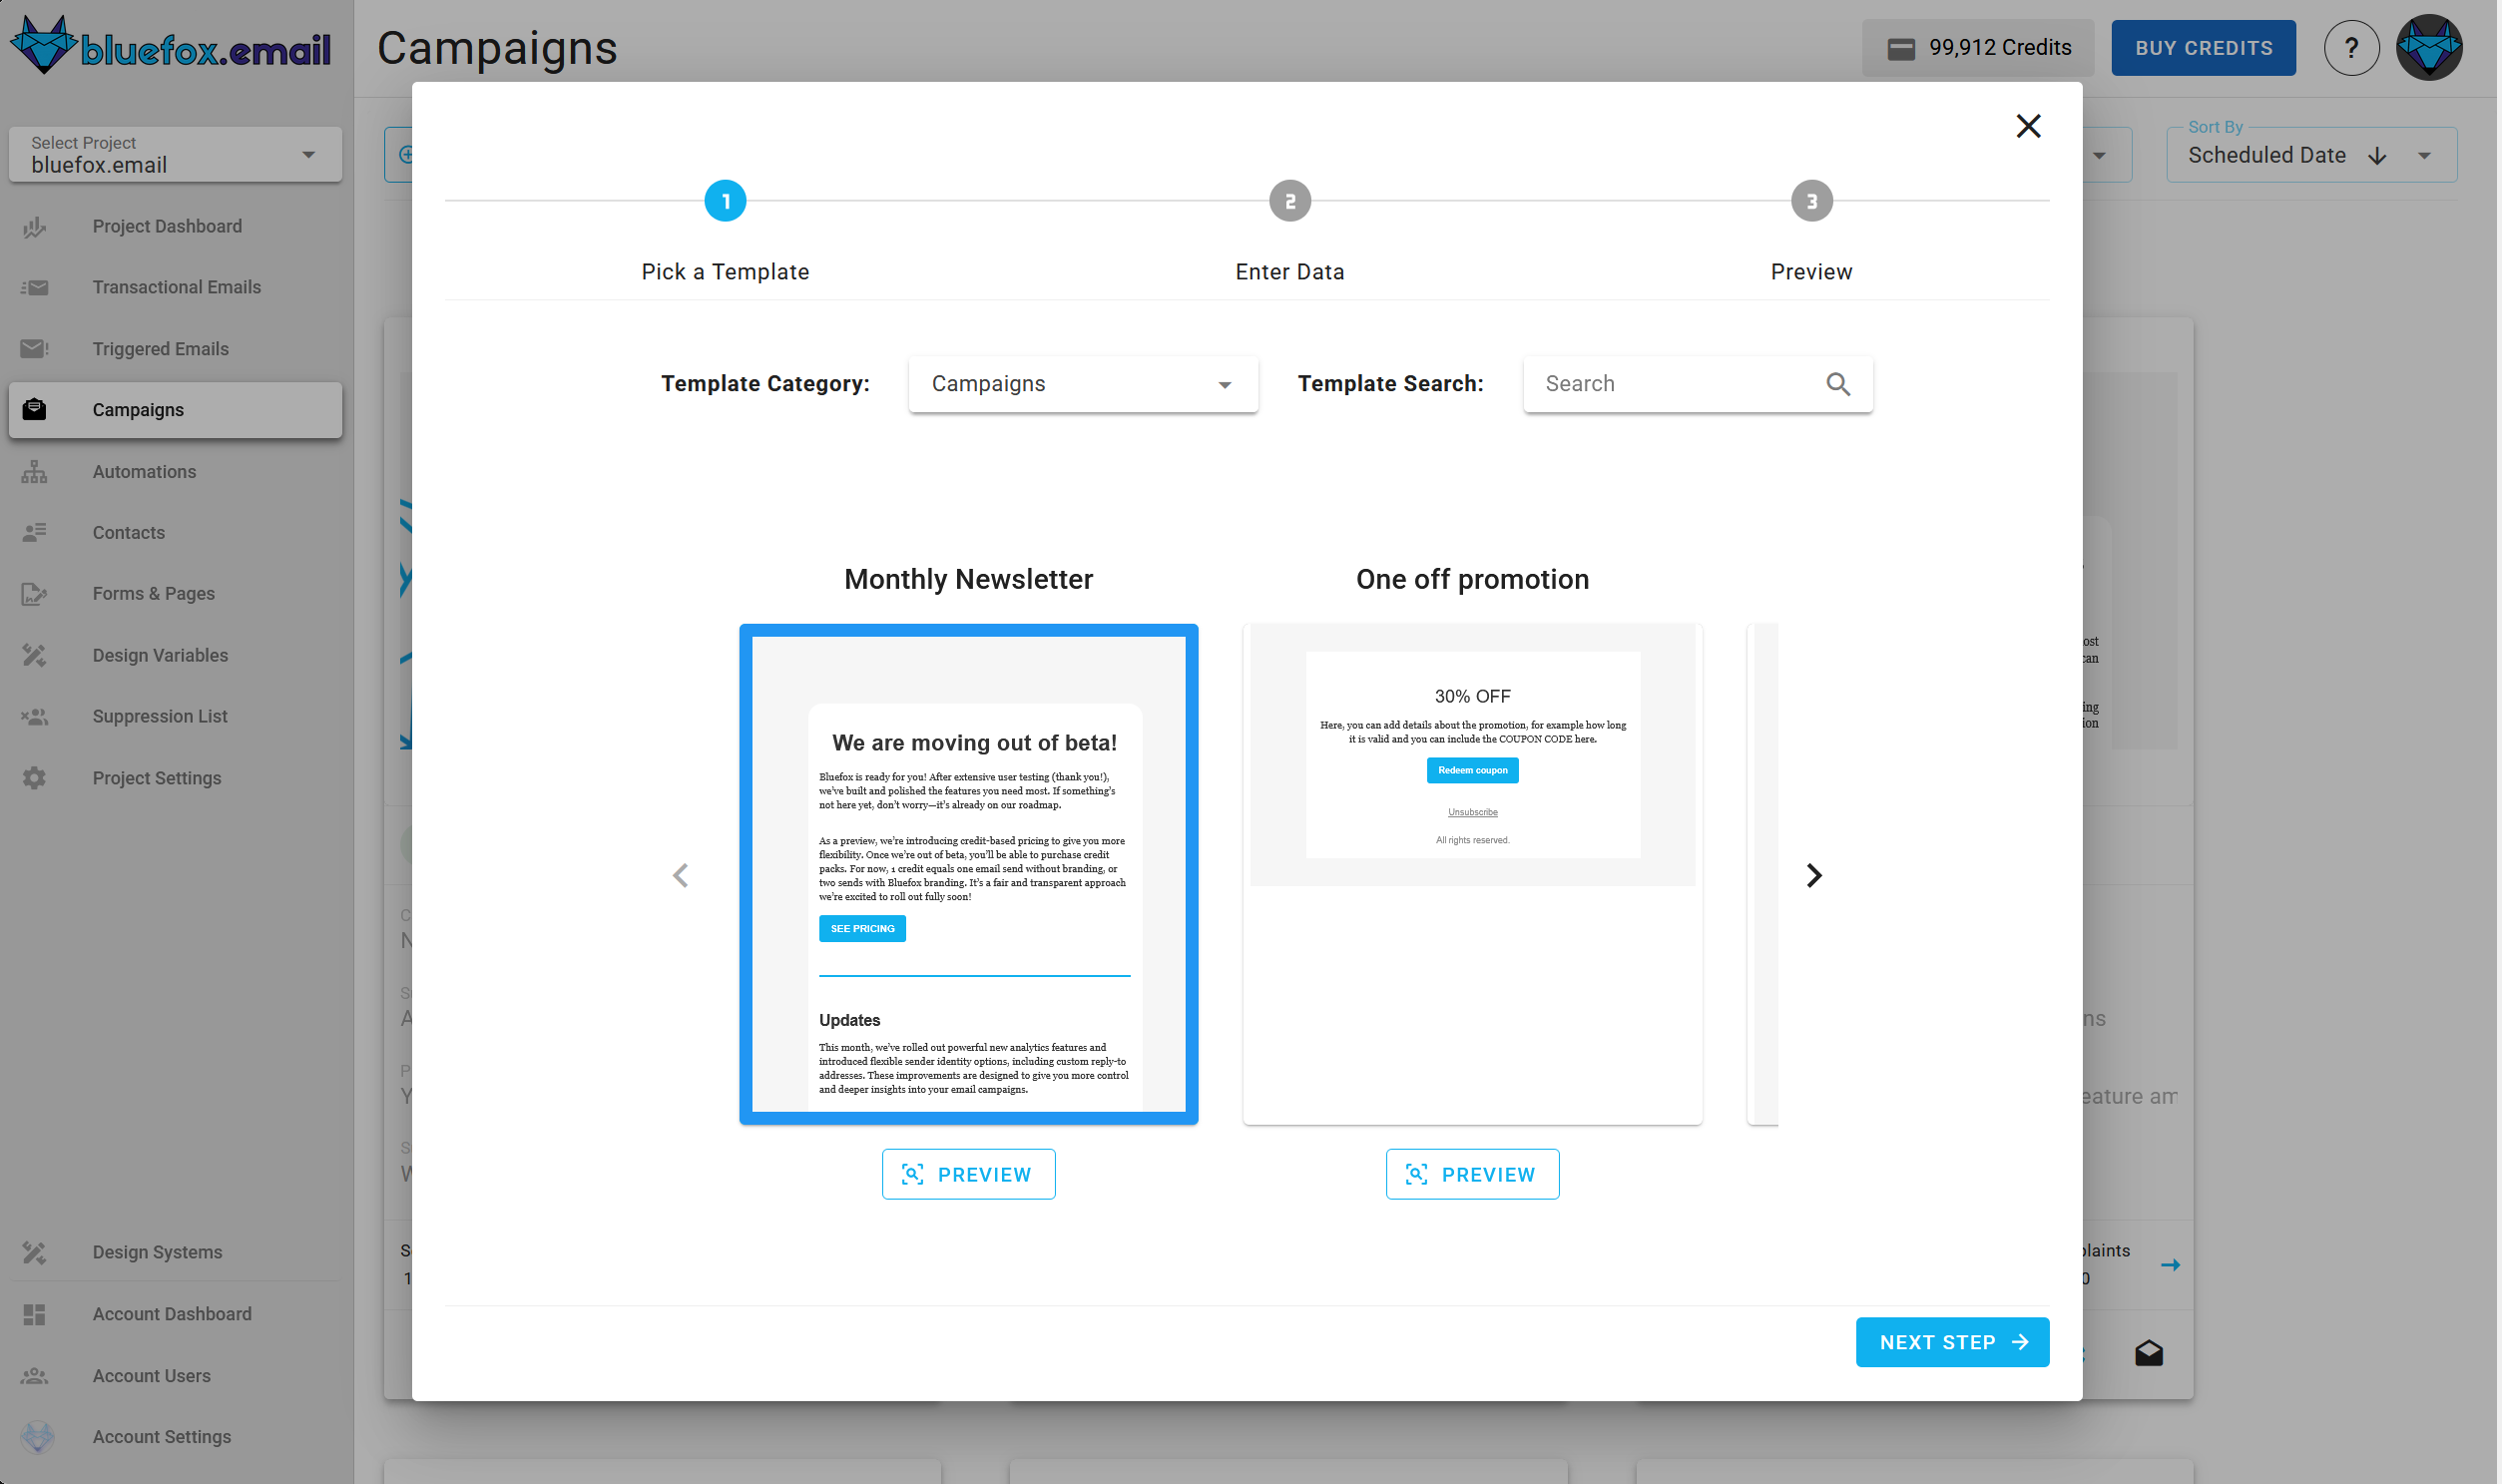 bluefox.email
Campaigns
99,912 Credits
BUY CREDITS
?
Select Project
bluefox.email
Sort By
Scheduled Date
Project Dashboard
Transactional Emails
Triggered Emails
Campaigns
Automations
Contacts
Forms & Pages
Design Variables
Suppression List
Project Settings
Design Systems
Account Dashboard
Account Users
Account Settings
1
2
3
Pick a Template
Enter Data
Preview
Template Category:
Campaigns
Template Search:
Search
Monthly Newsletter
We are moving out of beta!
Bluefox is ready for you! After extensive user testing (thank you!),
we've built and polished the features you need most. If something's
not here yet, don't worry—it's already on our roadmap.
As a preview, we're introducing credit-based pricing to give you more
flexibility. Once we're out of beta, you'll be able to purchase credit
packs. For now, 1 credit equals one email send without branding, or
two sends with Bluefox branding. It's a fair and transparent approach
we're excited to roll out fully soon!
SEE PRICING
Updates
This month, we've rolled out powerful new analytics features and
introduced flexible sender identity options, including custom reply-to
addresses. These improvements are designed to give you more control
and deeper insights into your email campaigns.
PREVIEW
One off promotion
30% OFF
Here, you can add details about the promotion, for example how long
it is valid and you can include the COUPON CODE here.
Redeem coupon
Unsubscribe
All rights reserved.
PREVIEW
NEXT STEP